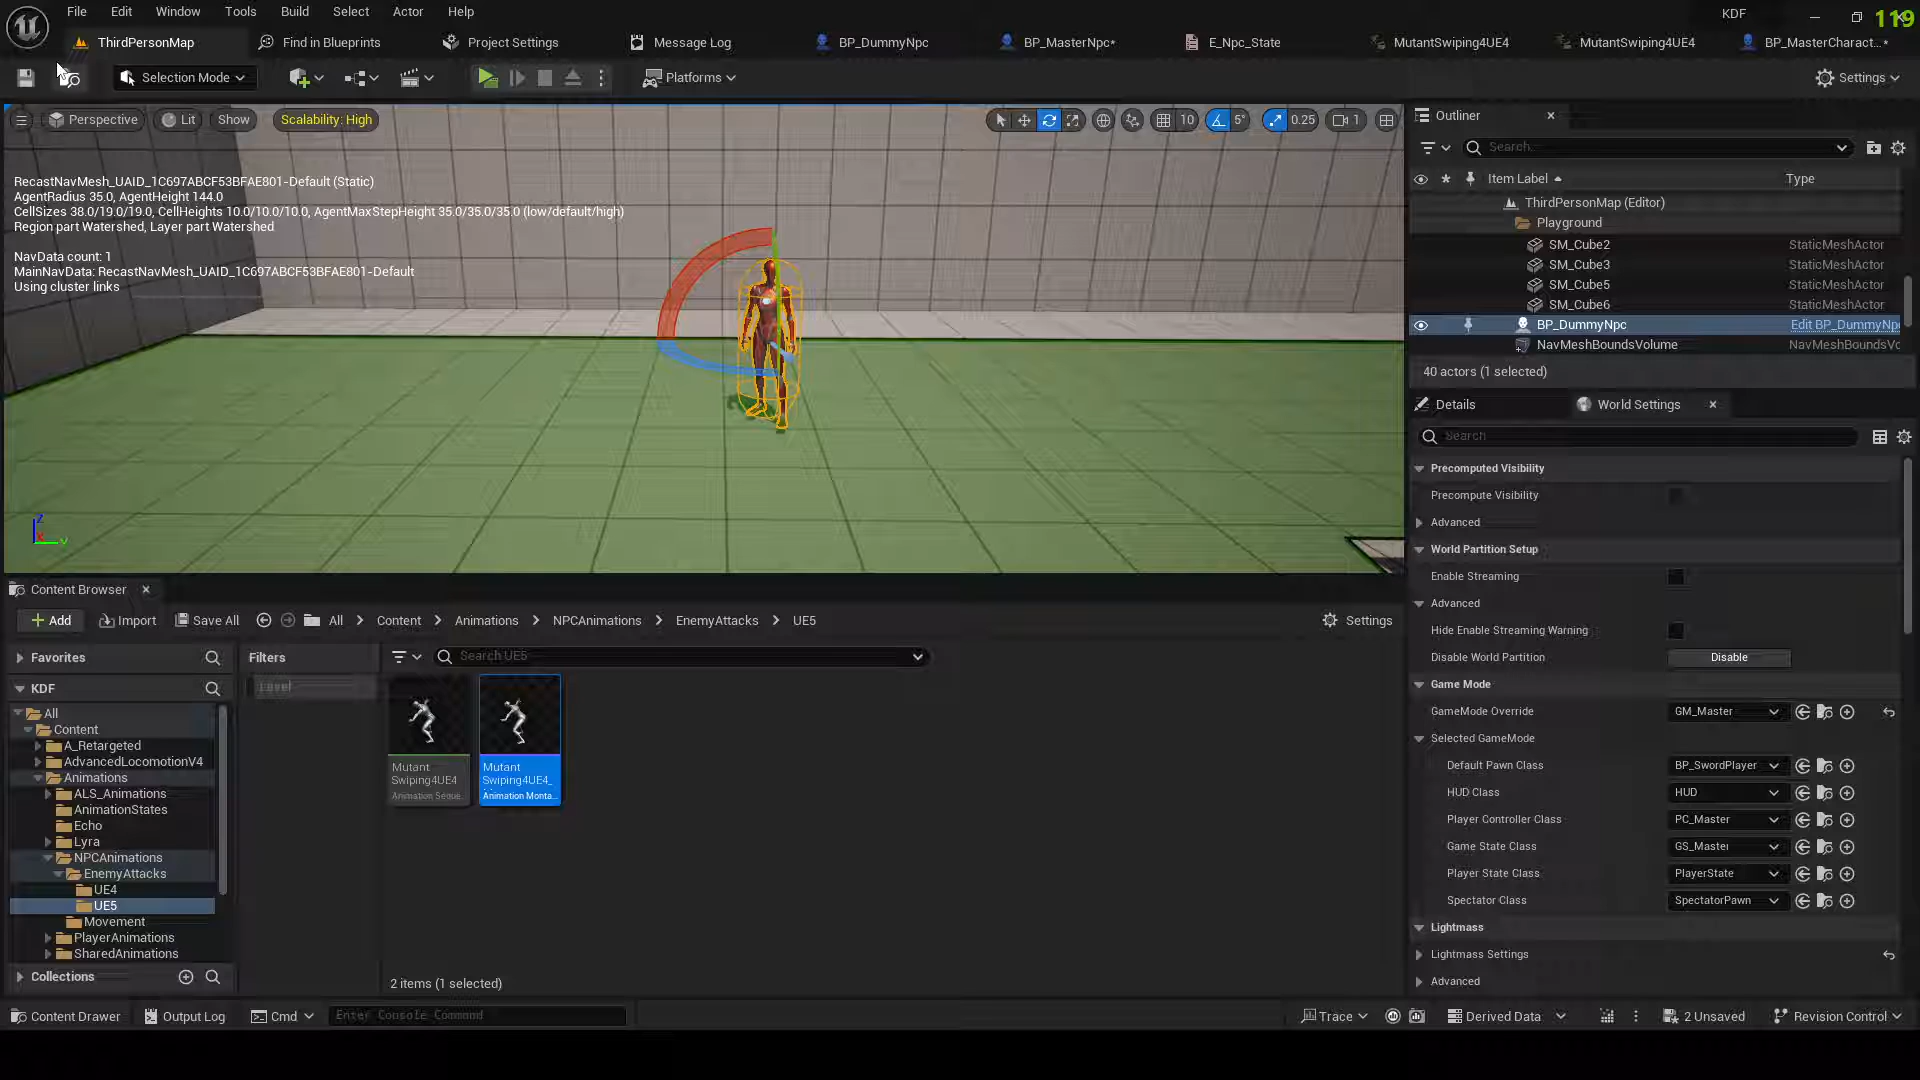 File Edit Window Tools Build Select Actor Help
KDF
119
ThirdPersonMap Find in Blueprints Project Settings Message Log BP_DummyNpc BP_MasterNpc* E_Npc_State MutantSwiping4UE4 MutantSwiping4UE4 BP_MasterCharact...*
Selection Mode Platforms Settings
Perspective Lit Show Scalability: High 10 5° 0.25 1
RecastNavMesh_UAID_1C697ABCF53BFAE801-Default (Static)
AgentRadius 35.0, AgentHeight 144.0
CellSizes 38.0/19.0/19.0, CellHeights 10.0/10.0/10.0, AgentMaxStepHeight 35.0/35.0/35.0 (low/default/high)
Region part Watershed, Layer part Watershed
NavData count: 1
MainNavData: RecastNavMesh_UAID_1C697ABCF53BFAE801-Default
Using cluster links
Outliner
Search...
Item Label Type
ThirdPersonMap (Editor)
Playground
SM_Cube2 StaticMeshActor
SM_Cube3 StaticMeshActor
SM_Cube5 StaticMeshActor
SM_Cube6 StaticMeshActor
BP_DummyNpc Edit BP_DummyNpc
NavMeshBoundsVolume NavMeshBoundsVo
40 actors (1 selected)
Details World Settings
Search
Precomputed Visibility
Precompute Visibility
Advanced
World Partition Setup
Enable Streaming
Advanced
Hide Enable Streaming Warning
Disable World Partition Disable
Game Mode
GameMode Override GM_Master
Selected GameMode
Default Pawn Class BP_SwordPlayer
HUD Class HUD
Player Controller Class PC_Master
Game State Class GS_Master
Player State Class PlayerState
Spectator Class SpectatorPawn
Lightmass
Lightmass Settings
Advanced
Content Browser
Add Import Save All All Content Animations NPCAnimations EnemyAttacks UE5 Settings
Favorites
KDF
All
Content
A_Retargeted
AdvancedLocomotionV4
Animations
ALS_Animations
AnimationStates
Echo
Lyra
NPCAnimations
EnemyAttacks
UE4
UE5
Movement
PlayerAnimations
SharedAnimations
Collections
Filters
Level
Search UE5
Mutant
Swiping4UE4
Animation Seque...
Mutant
Swiping4UE4_
Animation Monta...
2 items (1 selected)
Content Drawer Output Log Cmd Enter Console Command Trace Derived Data 2 Unsaved Revision Control